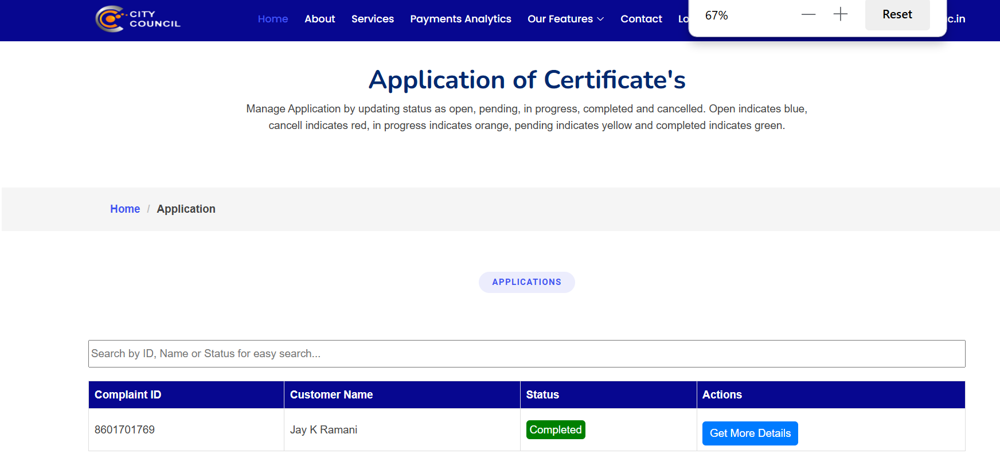 CITY
COUNCIL
Home About Services Payments Analytics Our Features Contact Lo c.in
67% Reset
Application of Certificate's
Manage Application by updating status as open, pending, in progress, completed and cancelled. Open indicates blue,
cancell indicates red, in progress indicates orange, pending indicates yellow and completed indicates green.
Home / Application
APPLICATIONS
Search by ID, Name or Status for easy search...
Complaint ID Customer Name Status Actions
8601701769 Jay K Ramani Completed Get More Details